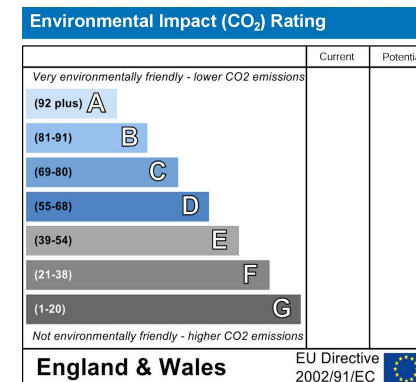 Environmental Impact (CO₂) Rating
Current Potenti
Very environmentally friendly - lower CO2 emissions
(92 plus) A
(81-91) B
(69-80) C
(55-68) D
(39-54) E
(21-38) F
(1-20) G
Not environmentally friendly - higher CO2 emissions
England & Wales
EU Directive
2002/91/EC